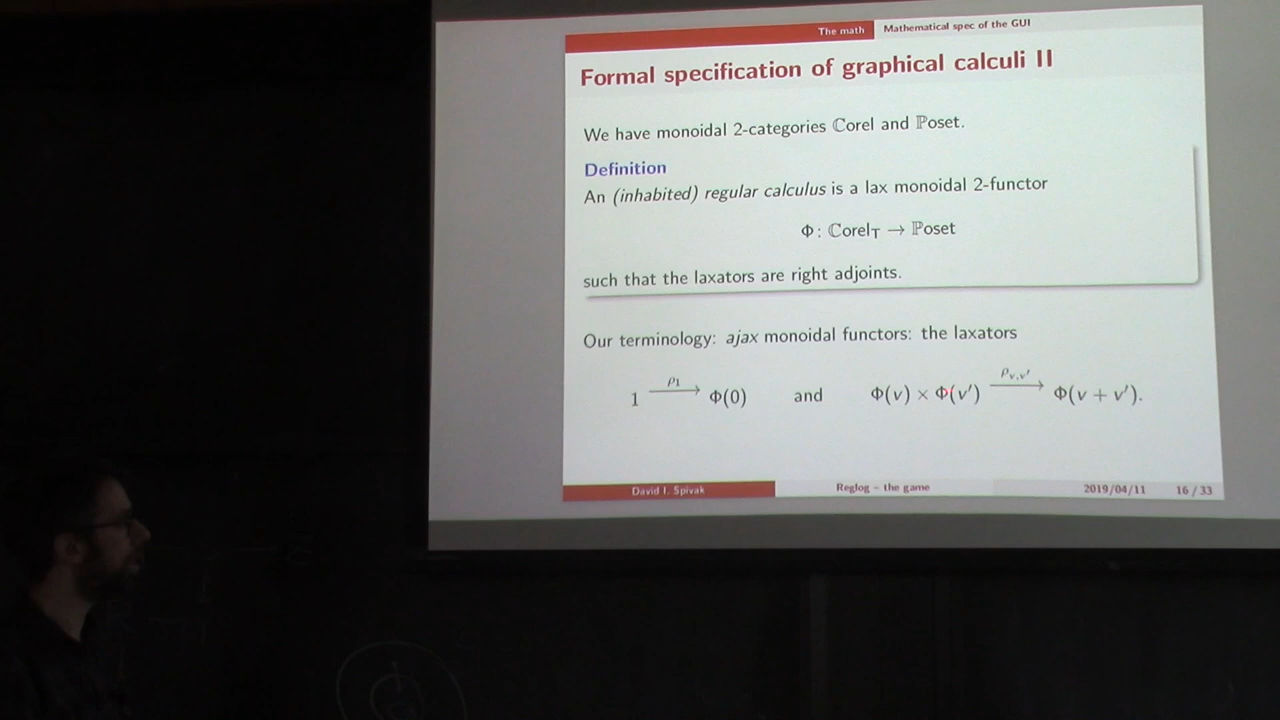 The math Mathematical spec of the GUI
Formal specification of graphical calculi II
We have monoidal 2-categories ℂorel and ℙoset.
Definition
An (inhabited) regular calculus is a lax monoidal 2-functor
Φ: ℂorel_T → ℙoset
such that the laxators are right adjoints.
Our terminology: ajax monoidal functors: the laxators
1 —ρ₁→ Φ(0) and Φ(v) × Φ(v′) —ρ_{v,v′}→ Φ(v + v′).
David I. Spivak Reglog – the game 2019/04/11 16 / 33